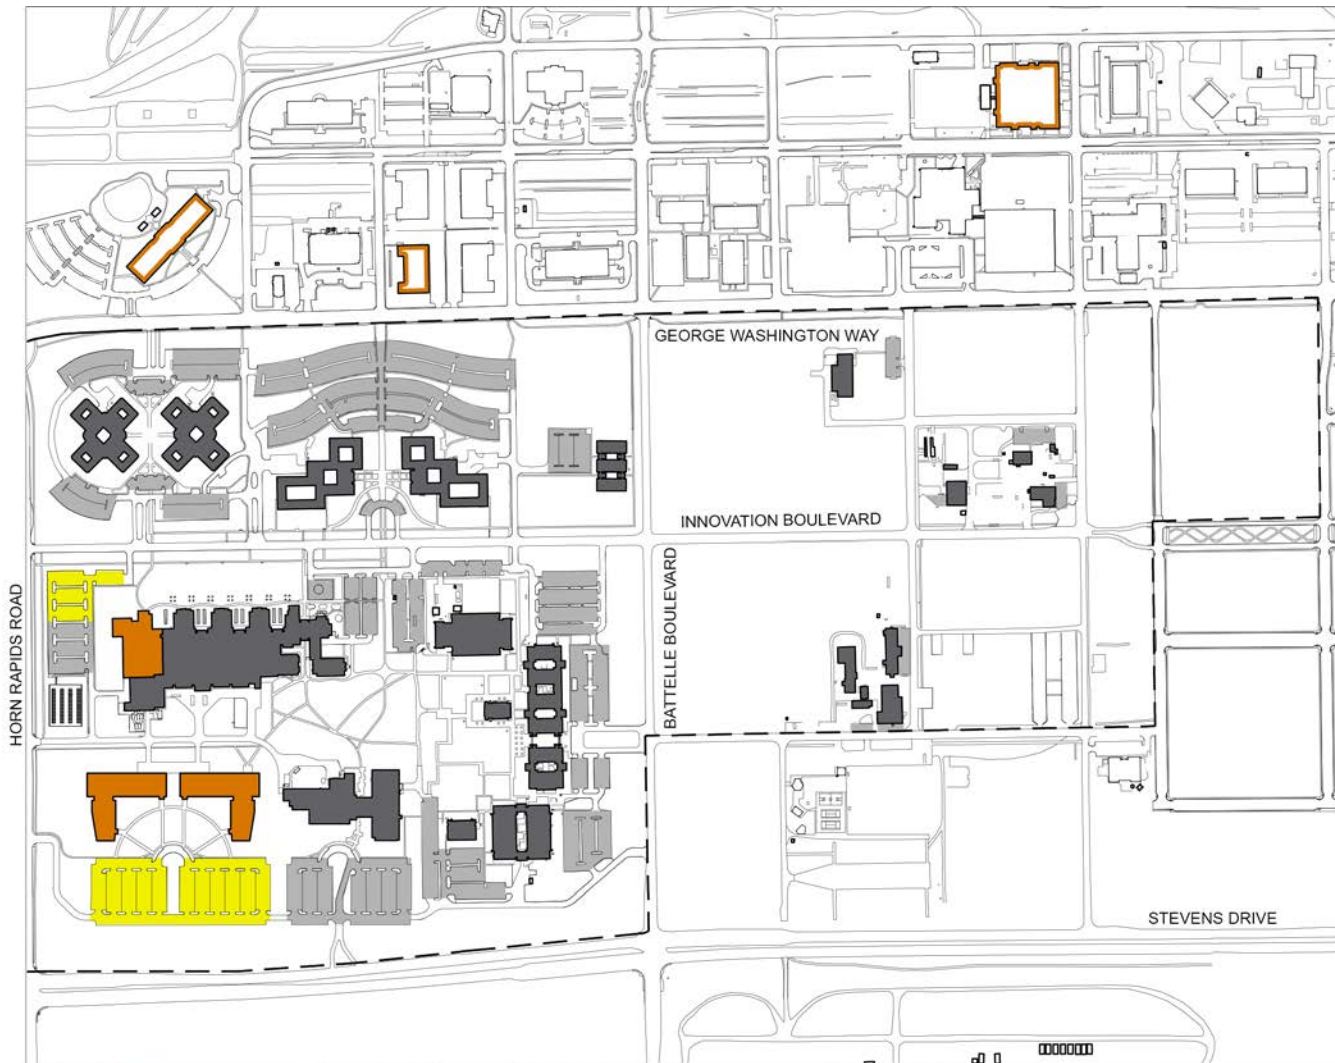 GEORGE WASHINGTON WAY
INNOVATION BOULEVARD
BATTELLE BOULEVARD
HORN RAPIDS ROAD
STEVENS DRIVE